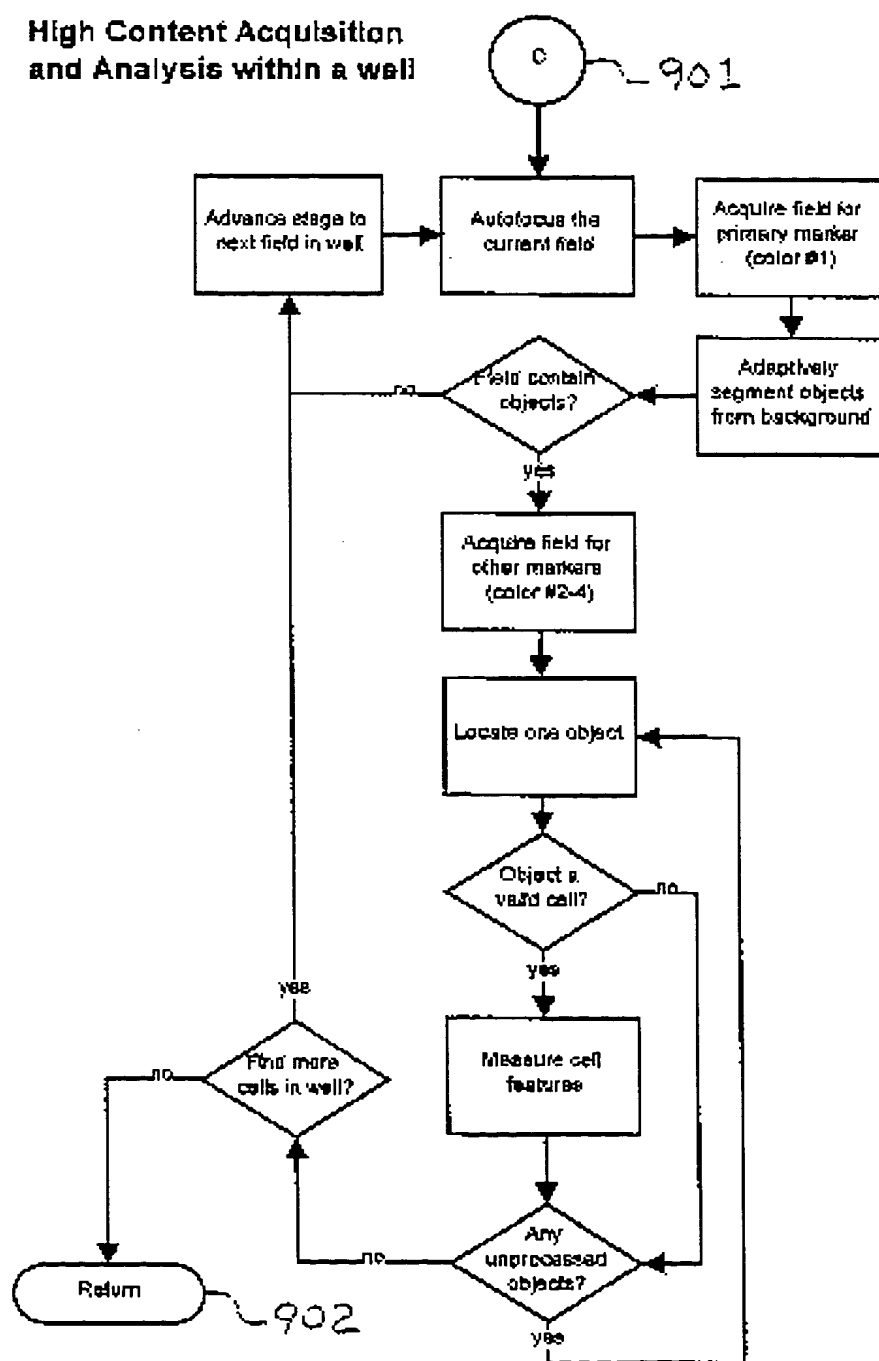 High Content Acquisition
and Analysis within a well
C
901
Advance stage to
next field in well
Autofocus the
current field
Acquire field for
primary marker
(color #1)
Adaptively
segment objects
from background
Field contain
objects?
no
yes
Acquire field for
other markers
(color #2-4)
Locate one object
Object a
valid cell?
no
yes
Measure cell
features
yes
Find more
cells in well?
no
Any
unprocessed
objects?
no
yes
Return
902